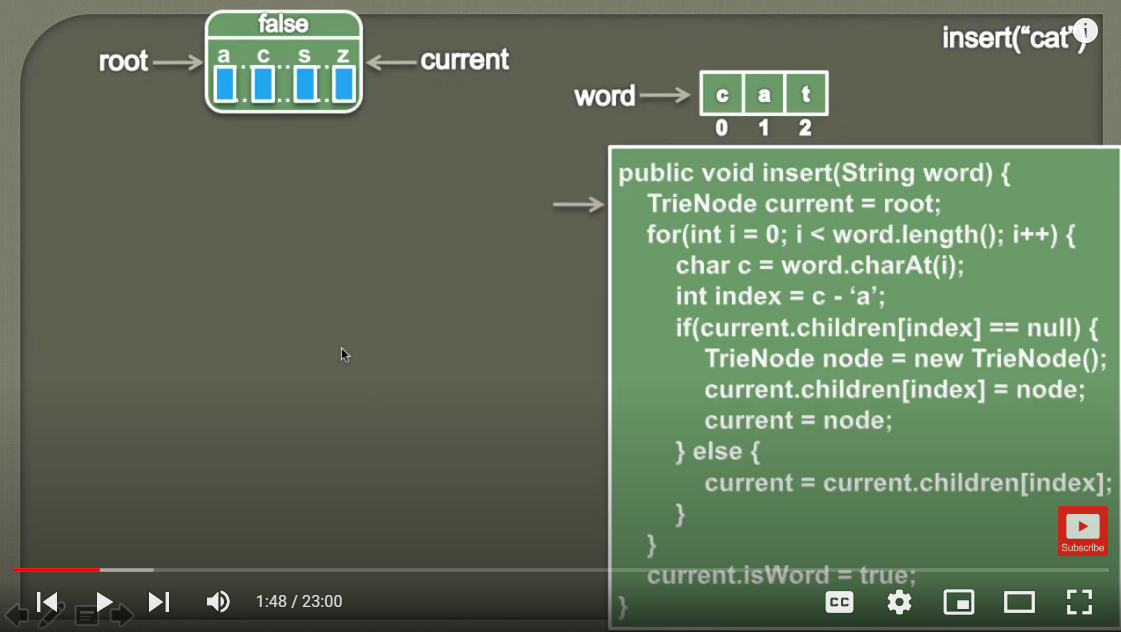 false
insert("cat")
root
a c s z
current
word
c a t
0 1 2
public void insert(String word) {
TrieNode current = root;
for(int i = 0; i < word.length(); i++) {
char c = word.charAt(i);
int index = c - ‘a’;
if(current.children[index] == null) {
TrieNode node = new TrieNode();
current.children[index] = node;
current = node;
} else {
current = current.children[index];
}
}
current.isWord = true;
}
Subscribe
1:48 / 23:00
CC